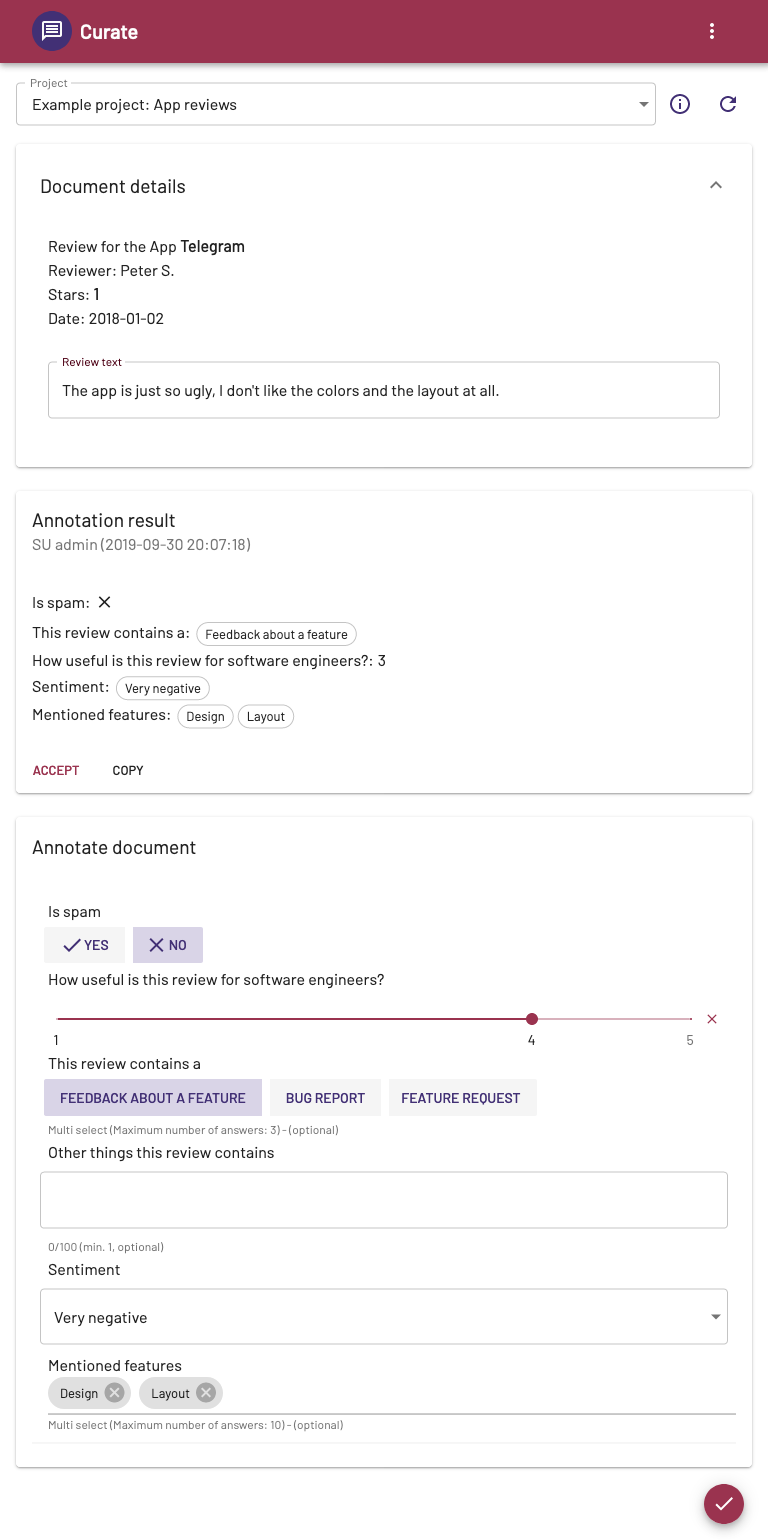 Curate
Project
Example project: App reviews
Document details
Review for the App Telegram
Reviewer: Peter S.
Stars: 1
Date: 2018-01-02
Review text
The app is just so ugly, I don't like the colors and the layout at all.
Annotation result
SU admin (2019-09-30 20:07:18)
Is spam:
This review contains a: Feedback about a feature
How useful is this review for software engineers?: 3
Sentiment: Very negative
Mentioned features: Design Layout
ACCEPT COPY
Annotate document
Is spam
YES NO
How useful is this review for software engineers?
1 4 5
This review contains a
FEEDBACK ABOUT A FEATURE BUG REPORT FEATURE REQUEST
Multi select (Maximum number of answers: 3) - (optional)
Other things this review contains
0/100 (min. 1, optional)
Sentiment
Very negative
Mentioned features
Design Layout
Multi select (Maximum number of answers: 10) - (optional)